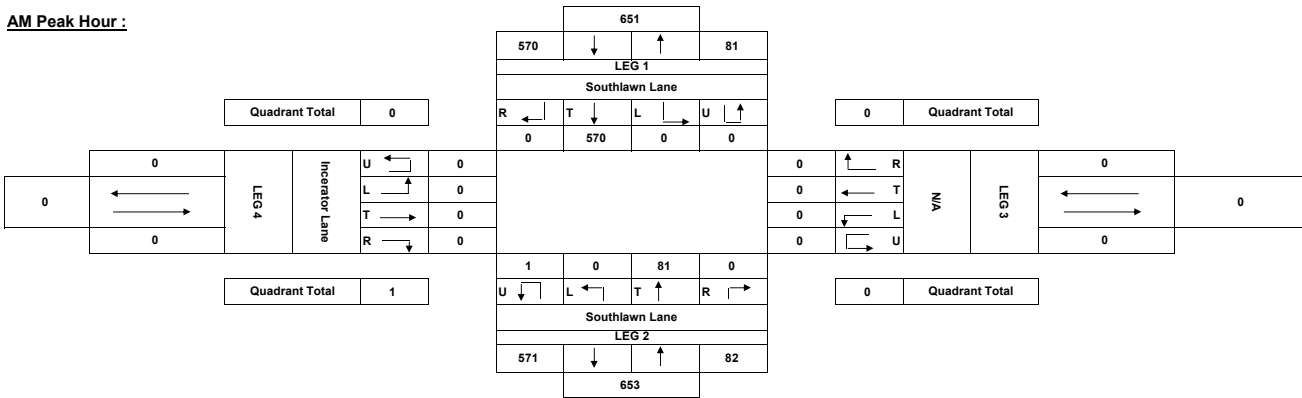 AM Peak Hour :
651
570 81
LEG 1
Southlawn Lane
Quadrant Total 0 R T L U 0 Quadrant Total
0 570 0 0
0 U 0 0 R 0
L 0 0 T
0 LEG 4 Incerator Lane N/A LEG 3 0
T 0 0 L
0 R 0 0 U 0
1 0 81 0
Quadrant Total 1 U L T R 0 Quadrant Total
Southlawn Lane
LEG 2
571 82
653